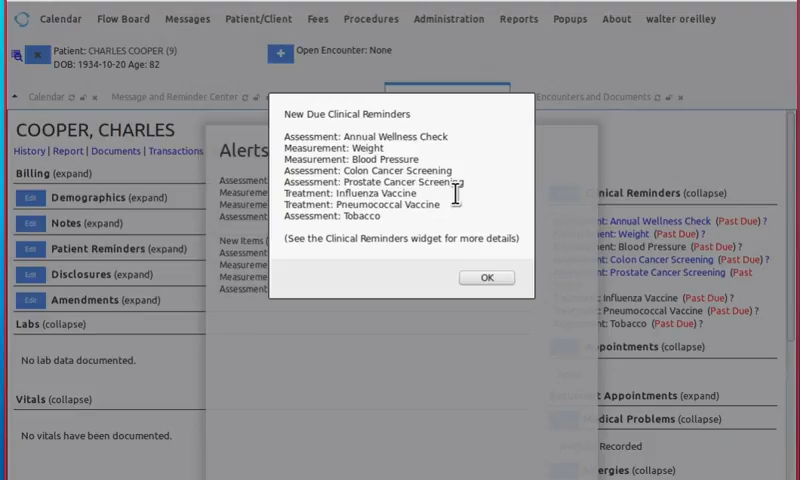 Calendar Flow Board Messages Patient/Client Fees Procedures Administration Reports Popups About walter oreilley
Patient: CHARLES COOPER (9)
DOB: 1934-10-20 Age: 82
Open Encounter: None
Calendar Message and Reminder Center Encounters and Documents
COOPER, CHARLES
History | Report | Documents | Transactions
Billing (expand)
Edit Demographics (expand)
Edit Notes (expand)
Edit Patient Reminders (expand)
Edit Disclosures (expand)
Edit Amendments (expand)
Labs (collapse)
No lab data documented.
Vitals (collapse)
No vitals have been documented.
Alerts
Assessment
Assessment
New Items (
Assessment
Assessment
New Due Clinical Reminders
Assessment: Annual Wellness Check
Measurement: Weight
Measurement: Blood Pressure
Assessment: Colon Cancer Screening
Assessment: Prostate Cancer Screening
Treatment: Influenza Vaccine
Treatment: Pneumococcal Vaccine
Assessment: Tobacco
(See the Clinical Reminders widget for more details)
OK
Clinical Reminders (collapse)
Annual Wellness Check (Past Due) ?
Weight (Past Due) ?
Blood Pressure (Past Due) ?
Colon Cancer Screening (Past Due) ?
Prostate Cancer Screening (Past
Influenza Vaccine (Past Due) ?
Pneumococcal Vaccine (Past Due) ?
Tobacco (Past Due) ?
Appointments (collapse)
Appointments (expand)
Medical Problems (collapse)
Recorded
Allergies (collapse)